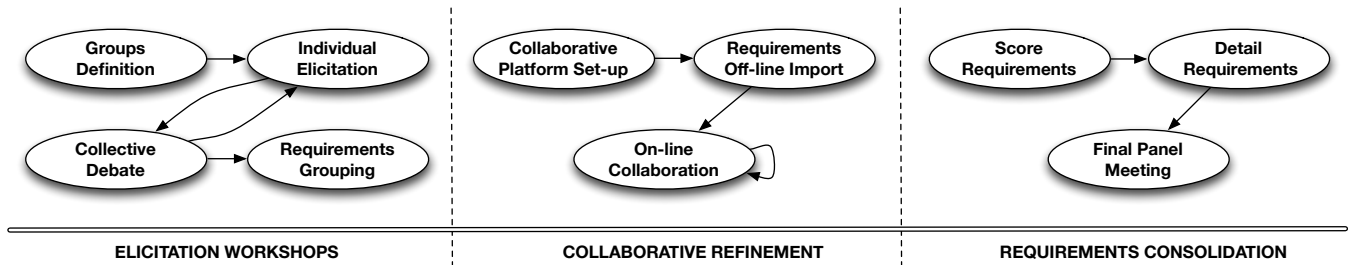 Groups
Definition
Individual
Elicitation
Collective
Debate
Requirements
Grouping
ELICITATION WORKSHOPS
Collaborative
Platform Set-up
Requirements
Off-line Import
On-line
Collaboration
COLLABORATIVE REFINEMENT
Score
Requirements
Detail
Requirements
Final Panel
Meeting
REQUIREMENTS CONSOLIDATION